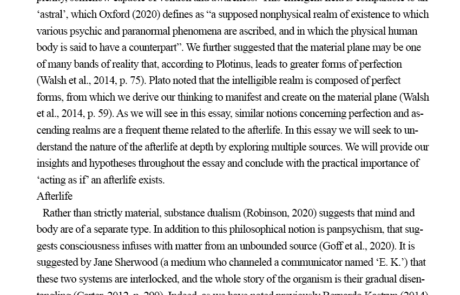 'astral', which Oxford (2020) defines as “a supposed nonphysical realm of existence to which
various psychic and paranormal phenomena are ascribed, and in which the physical human
body is said to have a counterpart”. We further suggested that the material plane may be one
of many bands of reality that, according to Plotinus, leads to greater forms of perfection
(Walsh et al., 2014, p. 75). Plato noted that the intelligible realm is composed of perfect
forms, from which we derive our thinking to manifest and create on the material plane (Walsh
et al., 2014, p. 59). As we will see in this essay, similar notions concerning perfection and as-
cending realms are a frequent theme related to the afterlife. In this essay we will seek to un-
derstand the nature of the afterlife at depth by exploring multiple sources. We will provide our
insights and hypotheses throughout the essay and conclude with the practical importance of
‘acting as if’ an afterlife exists.
Afterlife
Rather than strictly material, substance dualism (Robinson, 2020) suggests that mind and
body are of a separate type. In addition to this philosophical notion is panpsychism, that sug-
gests consciousness infuses with matter from an unbounded source (Goff et al., 2020). It is
suggested by Jane Sherwood (a medium who channeled a communicator named ‘E. K.’) that
these two systems are interlocked, and the whole story of the organism is their gradual disen-